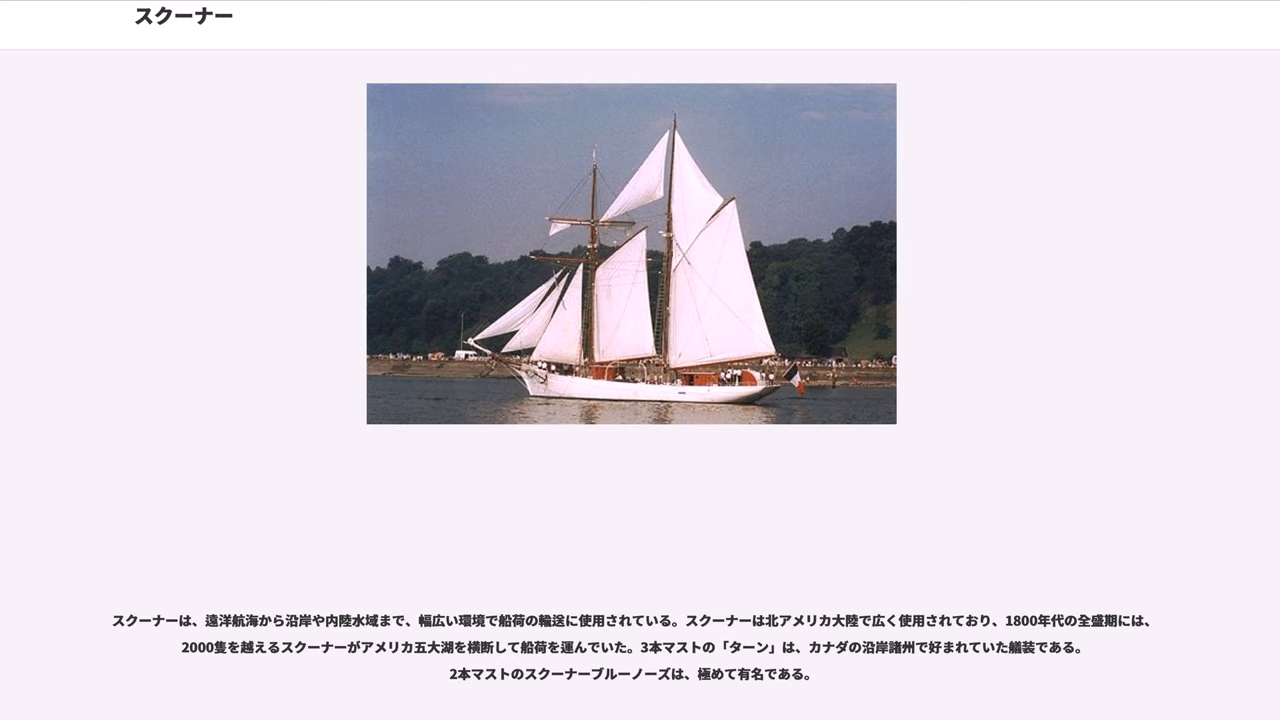 スクーナー
スクーナーは、遠洋航海から沿岸や内陸水域まで、幅広い環境で船荷の輸送に使用されている。スクーナーは北アメリカ大陸で広く使用されており、1800年代の全盛期には、
2000隻を越えるスクーナーがアメリカ五大湖を横断して船荷を運んでいた。3本マストの「ターン」は、カナダの沿岸諸州で好まれていた艤装である。
2本マストのスクーナーブルーノーズは、極めて有名である。